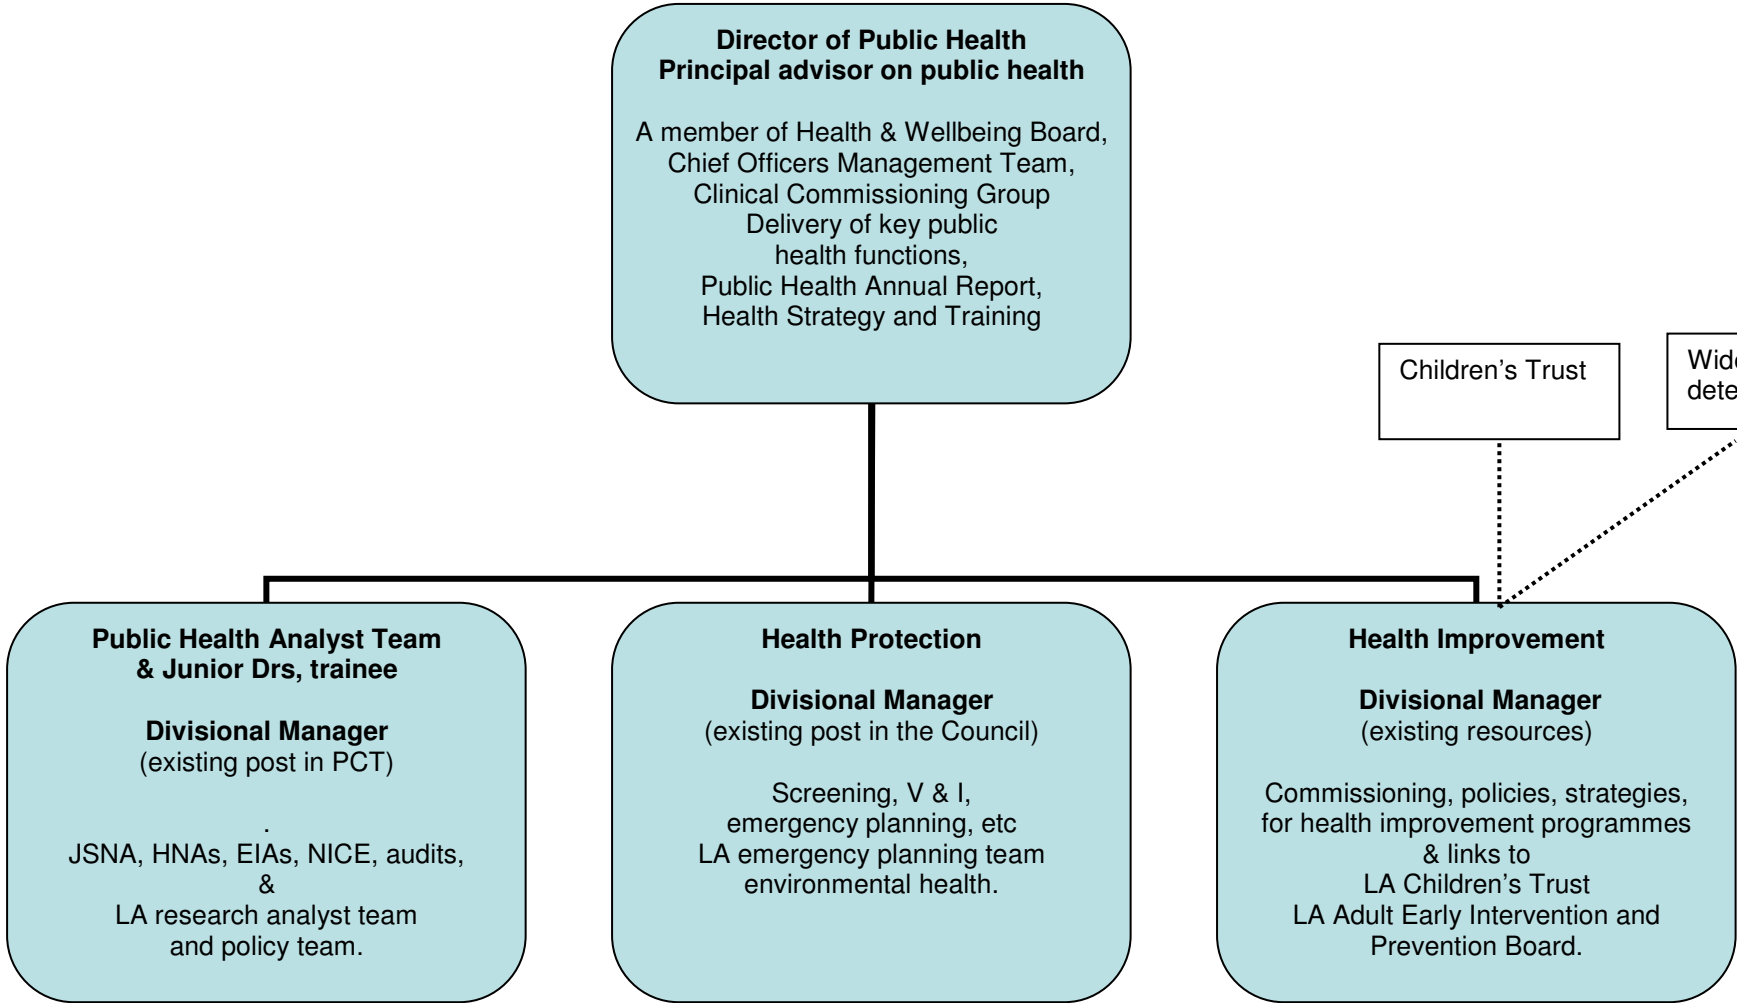 Director of Public Health
Principal advisor on public health
A member of Health & Wellbeing Board,
Chief Officers Management Team,
Clinical Commissioning Group
Delivery of key public
health functions,
Public Health Annual Report,
Health Strategy and Training
Children's Trust
Public Health Analyst Team
& Junior Drs, trainee
Divisional Manager
(existing post in PCT)
.
JSNA, HNAs, EIAs, NICE, audits,
&
LA research analyst team
and policy team.
Health Protection
Divisional Manager
(existing post in the Council)
Screening, V & I,
emergency planning, etc
LA emergency planning team
environmental health.
Health Improvement
Divisional Manager
(existing resources)
Commissioning, policies, strategies,
for health improvement programmes
& links to
LA Children's Trust
LA Adult Early Intervention and
Prevention Board.